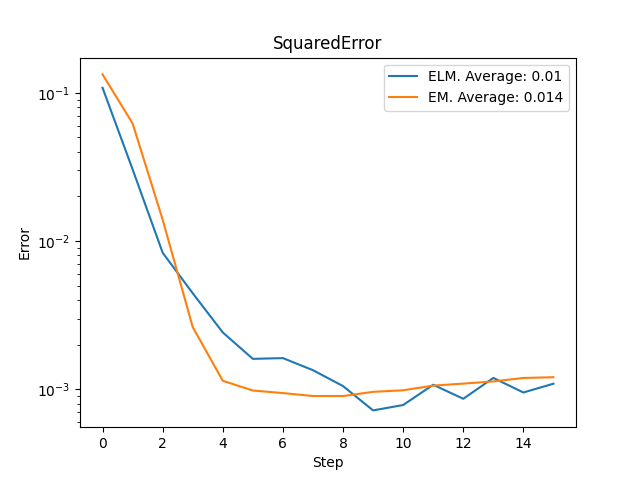 SquaredError
ELM. Average: 0.01
EM. Average: 0.014
Error
10⁻¹
10⁻²
10⁻³
0 2 4 6 8 10 12 14
Step